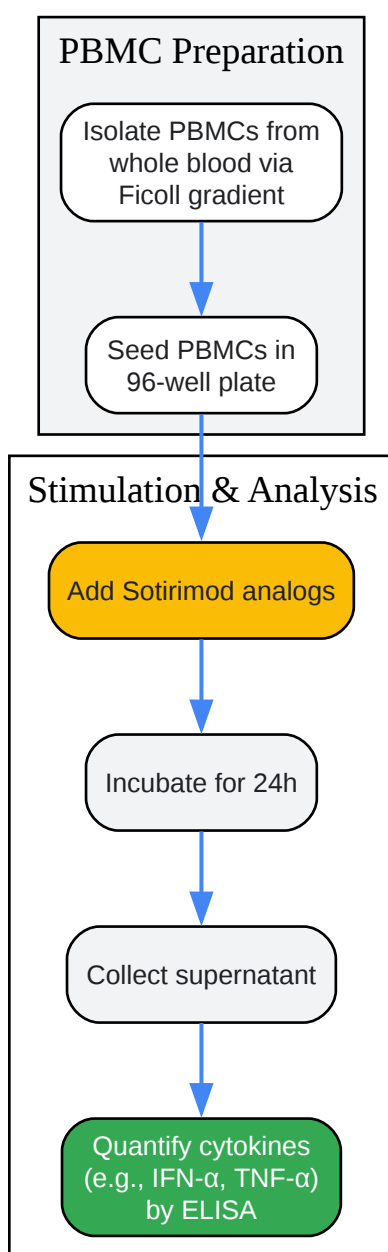 PBMC Preparation
Isolate PBMCs from
whole blood via
Ficoll gradient
Seed PBMCs in
96-well plate
Stimulation & Analysis
Add Sotirimod analogs
Incubate for 24h
Collect supernatant
Quantify cytokines
(e.g., IFN-α, TNF-α)
by ELISA